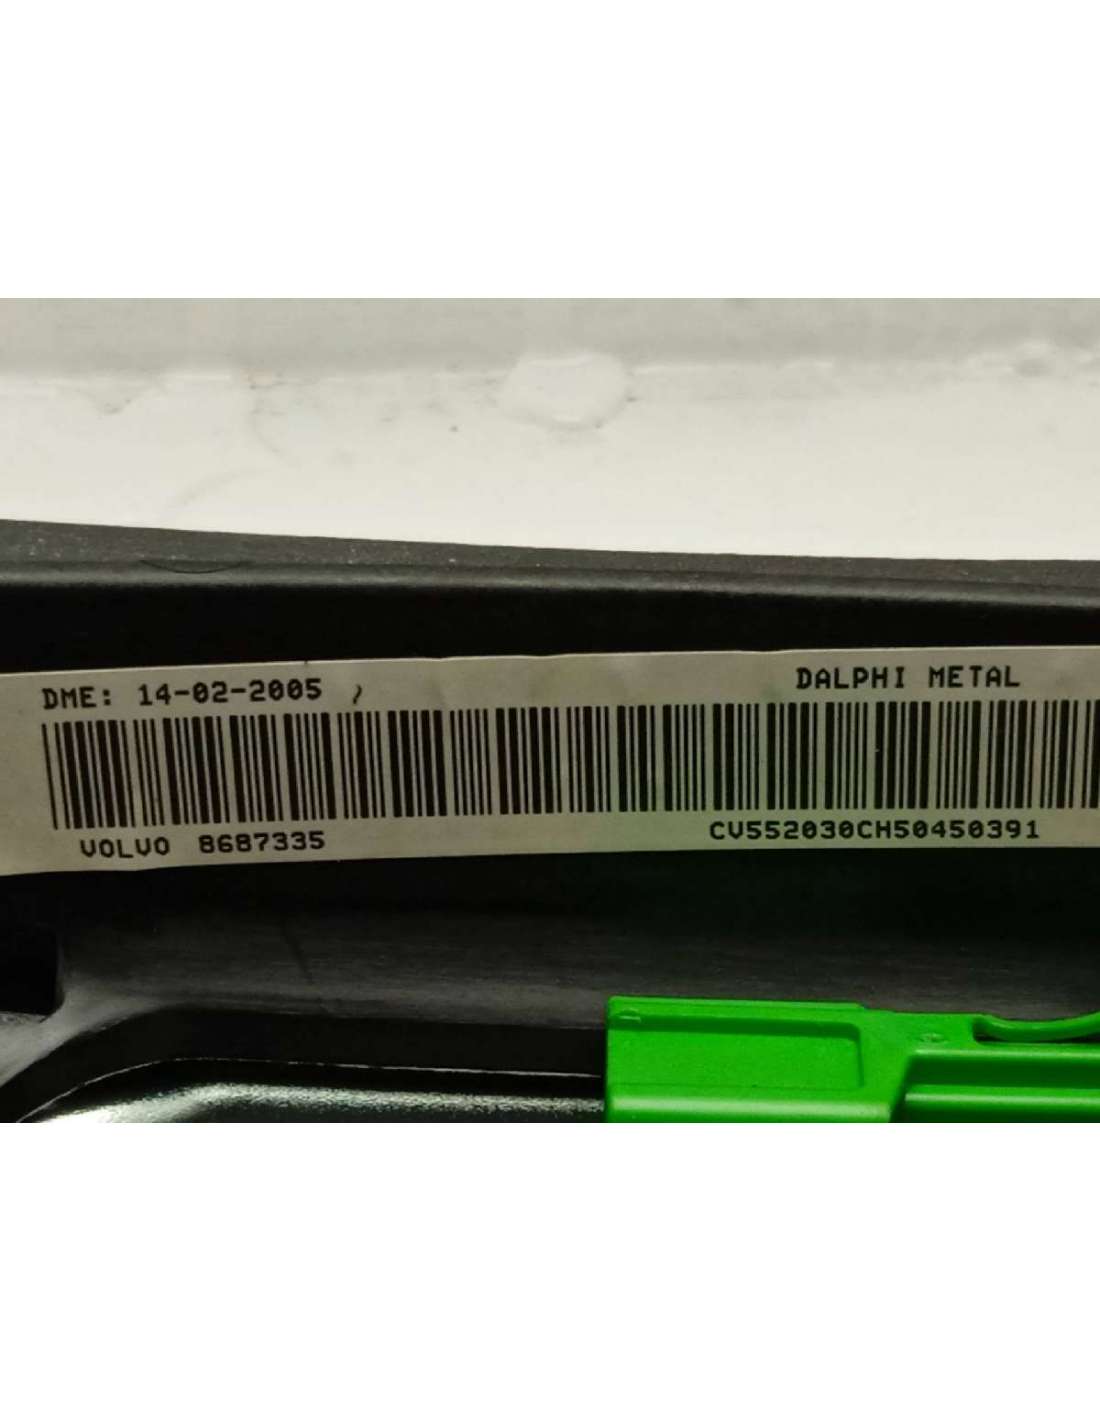 DME: 14-02-2005
DALPHI METAL
VOLVO 8687335
CV552030CH50450391